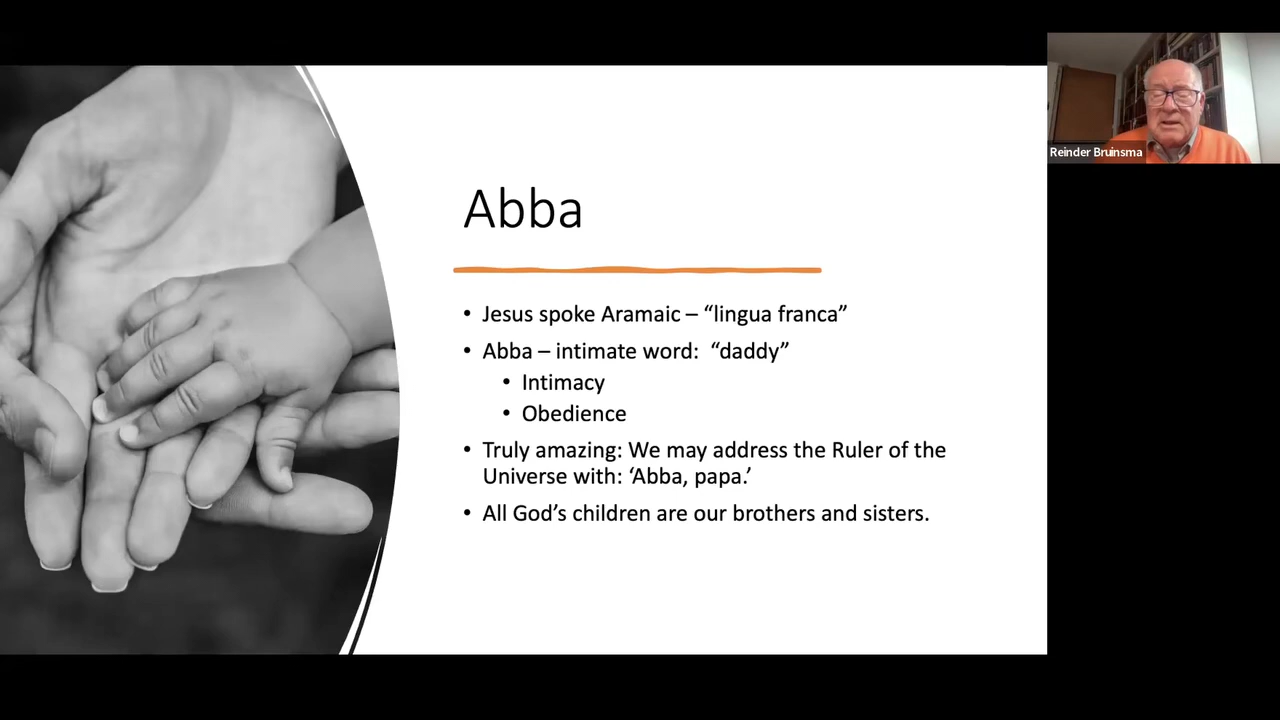 Reinder Bruinsma
Abba
• Jesus spoke Aramaic – “lingua franca”
• Abba – intimate word:  “daddy”
• Intimacy
• Obedience
• Truly amazing: We may address the Ruler of the
Universe with: ‘Abba, papa.’
• All God’s children are our brothers and sisters.